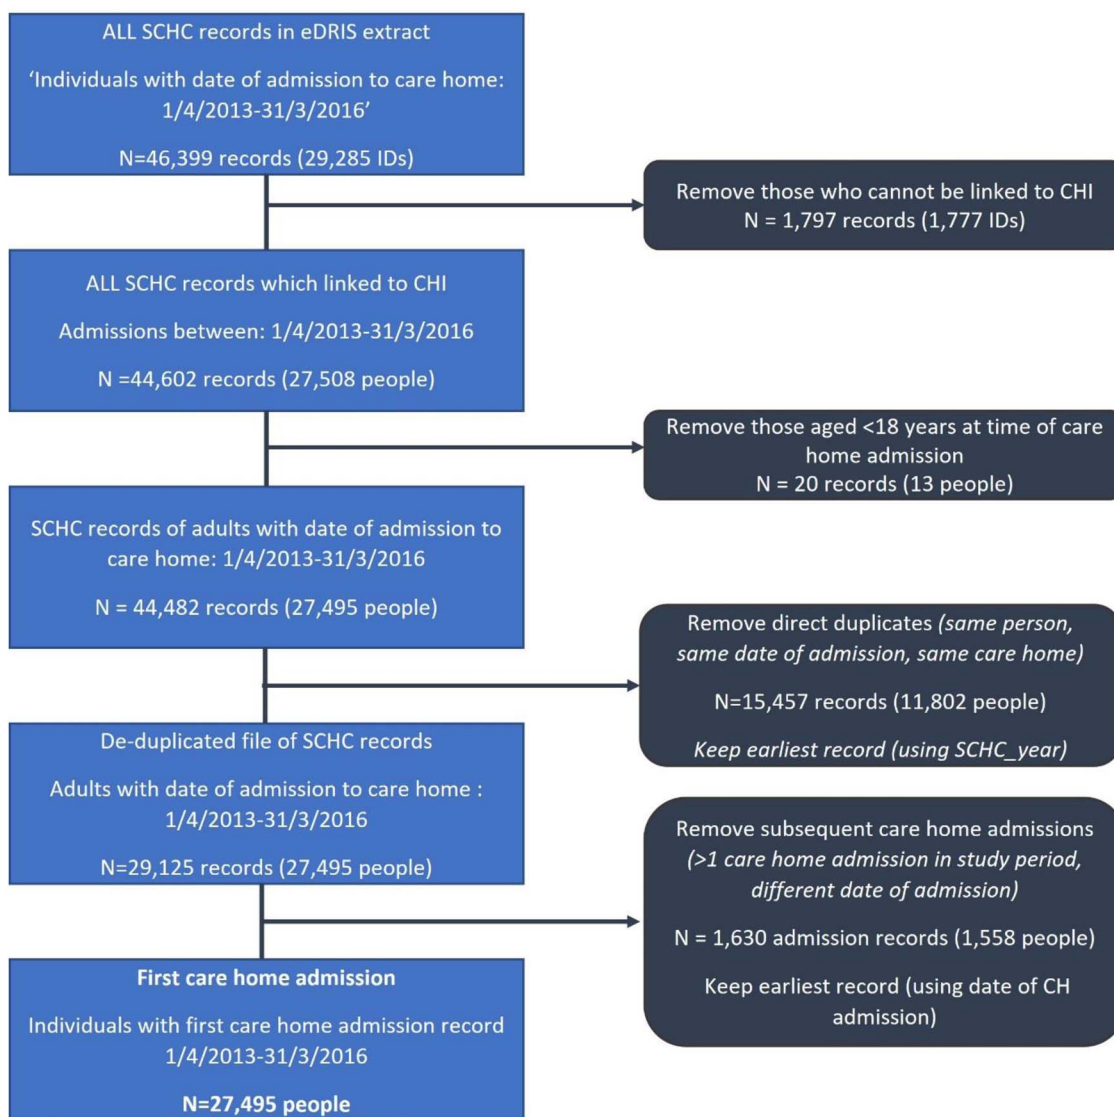 ALL SCHC records in eDRIS extract
‘Individuals with date of admission to care home:
1/4/2013-31/3/2016’
N=46,399 records (29,285 IDs)
Remove those who cannot be linked to CHI
N = 1,797 records (1,777 IDs)
ALL SCHC records which linked to CHI
Admissions between: 1/4/2013-31/3/2016
N =44,602 records (27,508 people)
Remove those aged <18 years at time of care
home admission
N = 20 records (13 people)
SCHC records of adults with date of admission to
care home: 1/4/2013-31/3/2016
N = 44,482 records (27,495 people)
Remove direct duplicates (same person,
same date of admission, same care home)
N=15,457 records (11,802 people)
Keep earliest record (using SCHC_year)
De-duplicated file of SCHC records
Adults with date of admission to care home :
1/4/2013-31/3/2016
N=29,125 records (27,495 people)
Remove subsequent care home admissions
(>1 care home admission in study period,
different date of admission)
N = 1,630 admission records (1,558 people)
Keep earliest record (using date of CH
admission)
First care home admission
Individuals with first care home admission record
1/4/2013-31/3/2016
N=27,495 people